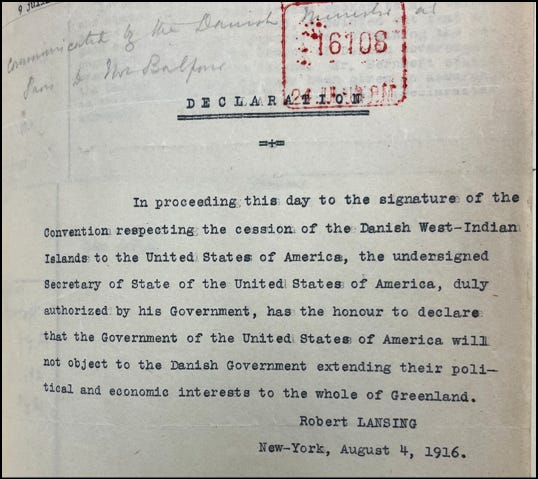 Communicated by the Danish Minister at
Paris to Mr Balfour
16108
DECLARATION
In proceeding this day to the signature of the
Convention respecting the cession of the Danish West-Indian
Islands to the United States of America, the undersigned
Secretary of State of the United States of America, duly
authorized by his Government, has the honour to declare
that the Government of the United States of America will
not object to the Danish Government extending their poli-
tical and economic interests to the whole of Greenland.
Robert LANSING
New-York, August 4, 1916.